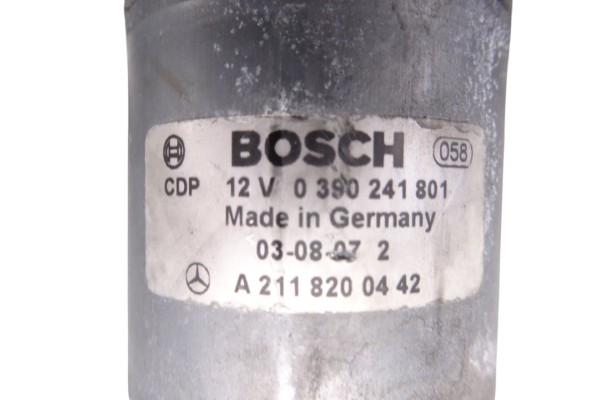 BOSCH 058
CDP 12 V 0 390 241 801
Made in Germany
03-08-07 2
A 211 820 04 42